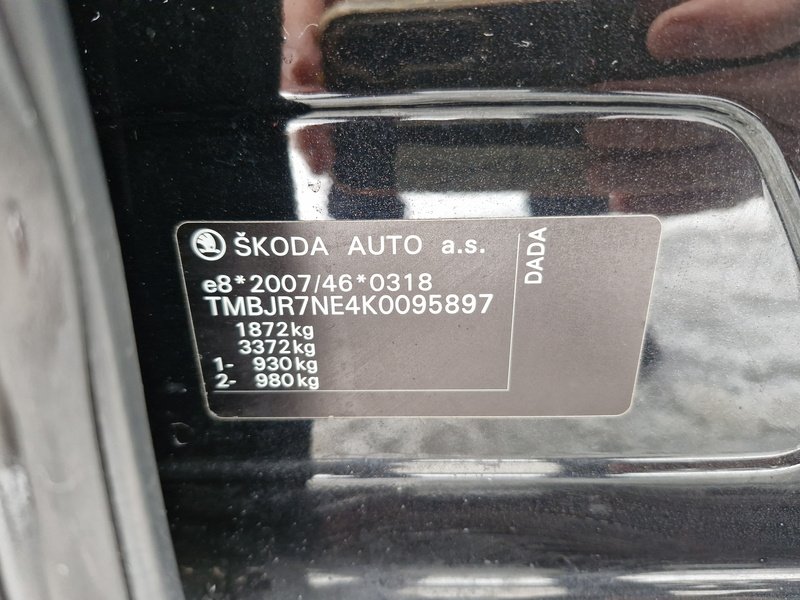 ŠKODA AUTO a.s.
e8*2007/46*0318
TMBJR7NE4K0095897
1872kg
3372kg
1- 930kg
2- 980kg
DADA